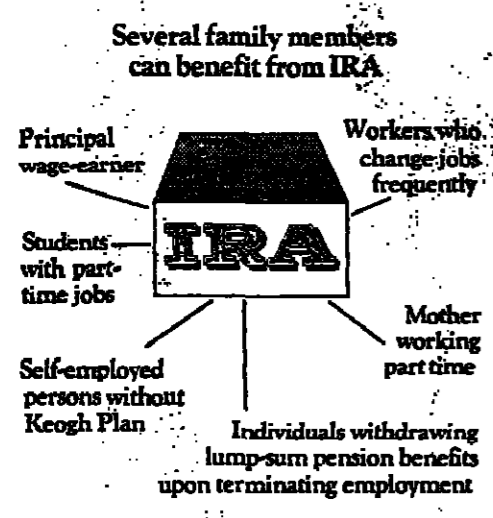 Several family members
can benefit from IRA
Principal
wage-earner
Workers who
change jobs
frequently
IRA
Students
with part-
time jobs
Mother
working
part time
Self-employed
persons without
Keogh Plan
Individuals withdrawing
lump-sum pension benefits
upon terminating employment